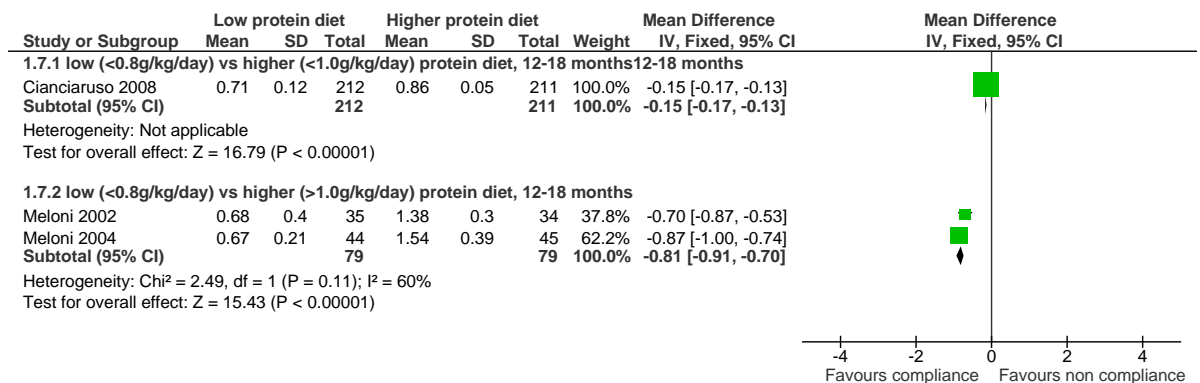 Low protein diet Higher protein diet Mean Difference Mean Difference
Study or Subgroup Mean SD Total Mean SD Total Weight IV, Fixed, 95% CI IV, Fixed, 95% CI
1.7.1 low (<0.8g/kg/day) vs higher (<1.0g/kg/day) protein diet, 12-18 months12-18 months
Cianciaruso 2008 0.71 0.12 212 0.86 0.05 211 100.0% -0.15 [-0.17, -0.13]
Subtotal (95% CI) 212 211 100.0% -0.15 [-0.17, -0.13]
Heterogeneity: Not applicable
Test for overall effect: Z = 16.79 (P < 0.00001)
1.7.2 low (<0.8g/kg/day) vs higher (>1.0g/kg/day) protein diet, 12-18 months
Meloni 2002 0.68 0.4 35 1.38 0.3 34 37.8% -0.70 [-0.87, -0.53]
Meloni 2004 0.67 0.21 44 1.54 0.39 45 62.2% -0.87 [-1.00, -0.74]
Subtotal (95% CI) 79 79 100.0% -0.81 [-0.91, -0.70]
Heterogeneity: Chi² = 2.49, df = 1 (P = 0.11); I² = 60%
Test for overall effect: Z = 15.43 (P < 0.00001)
-4 -2 0 2 4
Favours compliance Favours non compliance